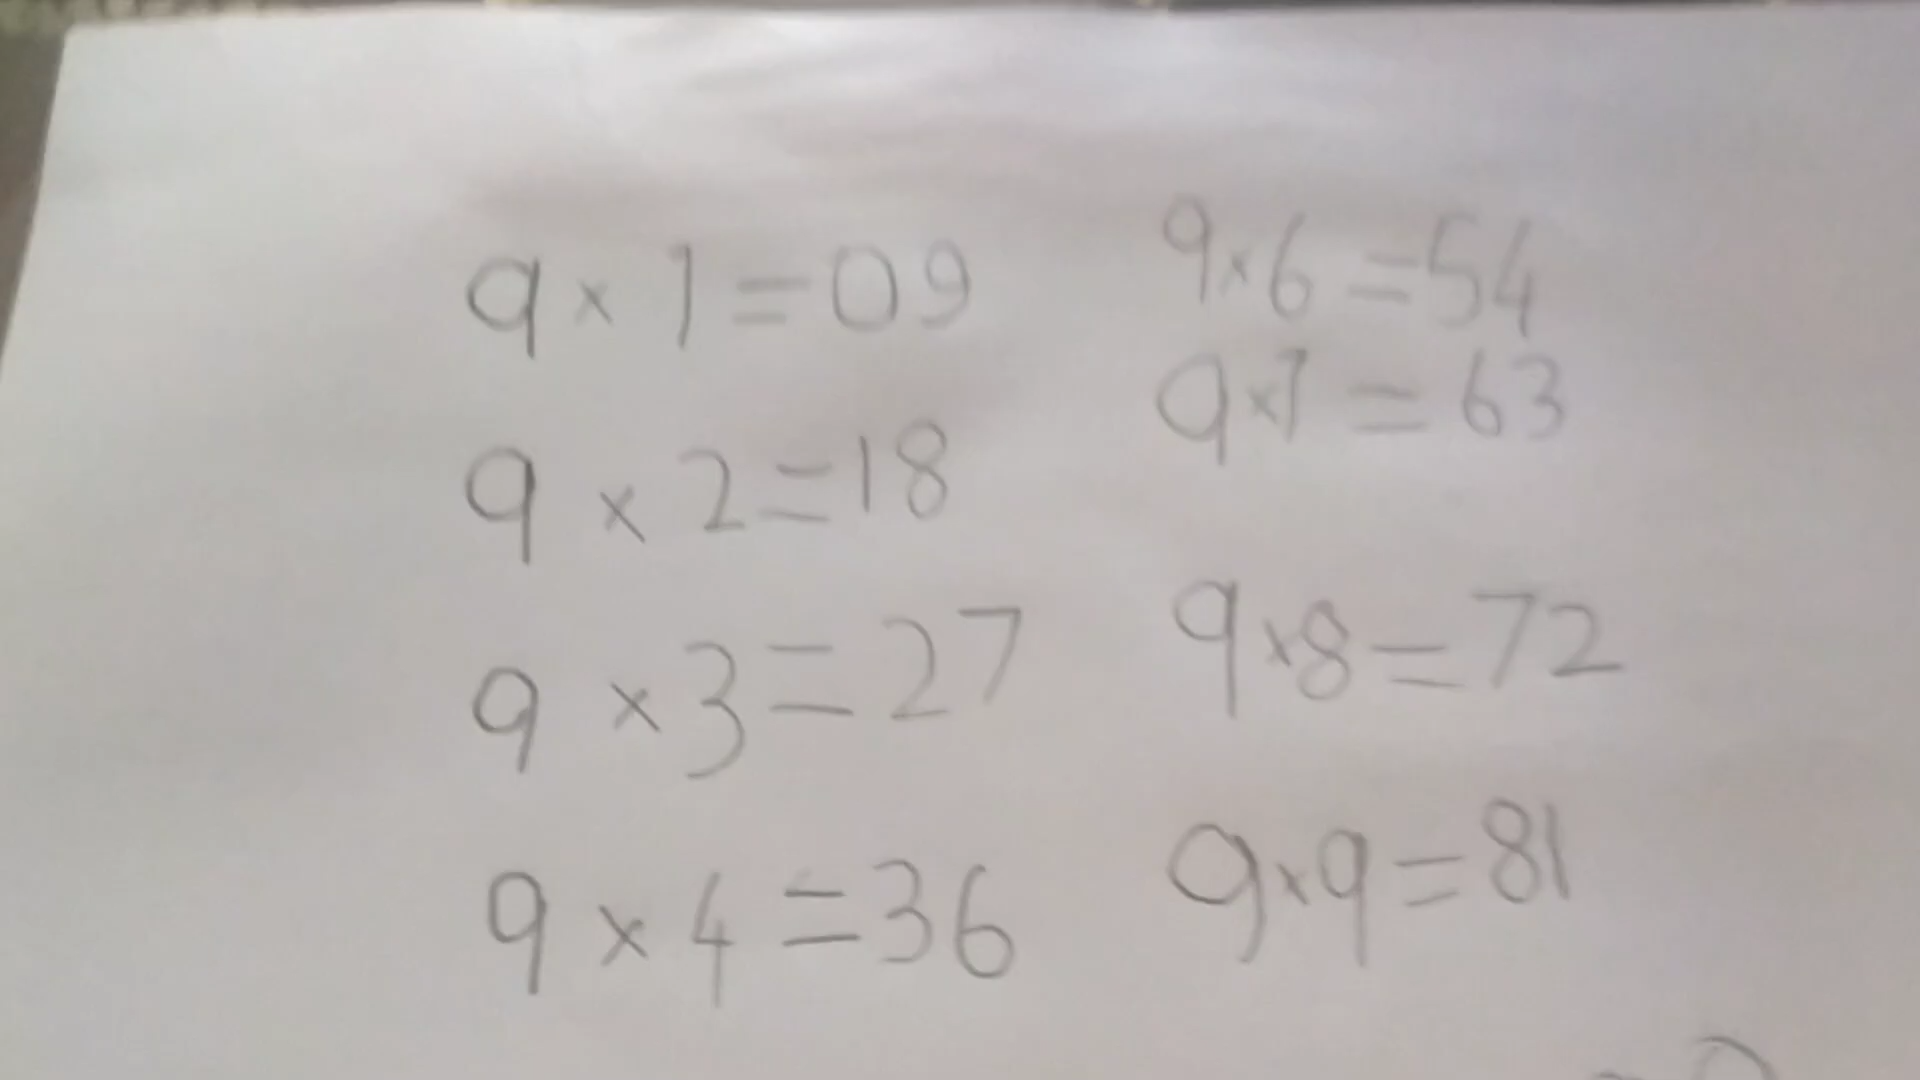 9 × 1 = 09
9 × 2 = 18
9 × 3 = 27
9 × 4 = 36
9 × 6 = 54
9 × 7 = 63
9 × 8 = 72
9 × 9 = 81